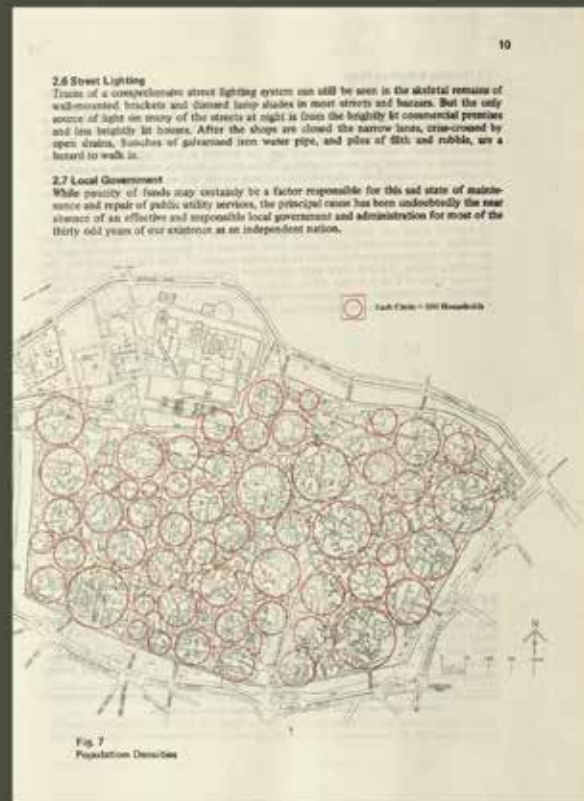 10
2.6 Street Lighting
Traces of a comprehensive street lighting system can still be seen in the skeletal remains of
wall-mounted brackets and disused lamp shades in most streets and bazaars. But the only
source of light on many of the streets at night is from the brightly lit commercial premises
and less brightly lit houses. After the shops are closed the narrow lanes, criss-crossed by
open drains, bunches of galvanised iron water pipe, and piles of filth and rubble, are a
hazard to walk in.
2.7 Local Government
While paucity of funds may certainly be a factor responsible for this sad state of mainte-
nance and repair of public utility services, the principal cause has been undoubtedly the near
absence of an effective and responsible local government and administration for most of the
thirty odd years of our existence as an independent nation.
Each Circle = Households
N
Fig. 7
Population Densities